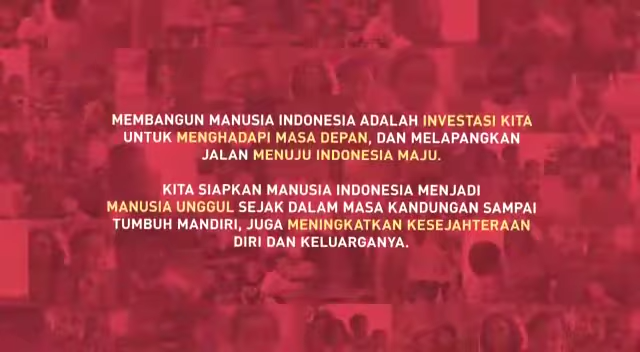 MEMBANGUN MANUSIA INDONESIA ADALAH INVESTASI KITA
UNTUK MENGHADAPI MASA DEPAN, DAN MELAPANGKAN
JALAN MENUJU INDONESIA MAJU.
KITA SIAPKAN MANUSIA INDONESIA MENJADI
MANUSIA UNGGUL SEJAK DALAM MASA KANDUNGAN SAMPAI
TUMBUH MANDIRI, JUGA MENINGKATKAN KESEJAHTERAAN
DIRI DAN KELUARGANYA.